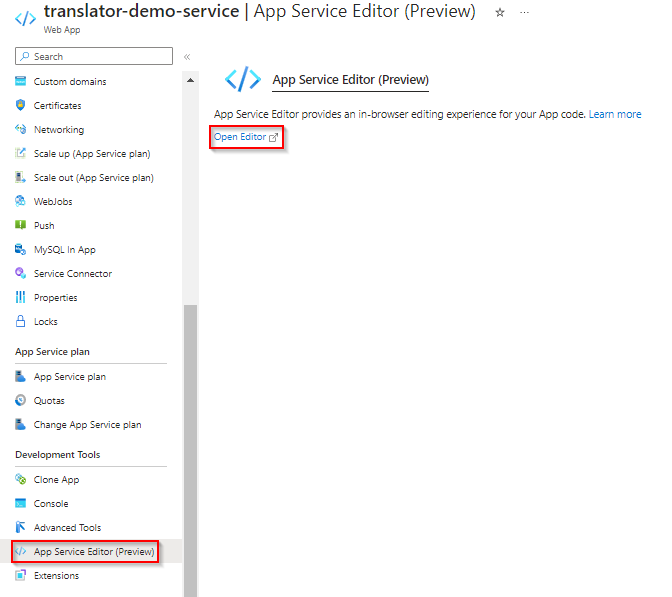 translator-demo-service | App Service Editor (Preview)
Web App
Search
Custom domains
Certificates
Networking
Scale up (App Service plan)
Scale out (App Service plan)
WebJobs
Push
MySQL In App
Service Connector
Properties
Locks
App Service plan
App Service plan
Quotas
Change App Service plan
Development Tools
Clone App
Console
Advanced Tools
App Service Editor (Preview)
Extensions
App Service Editor (Preview)
App Service Editor provides an in-browser editing experience for your App code. Learn more
Open Editor